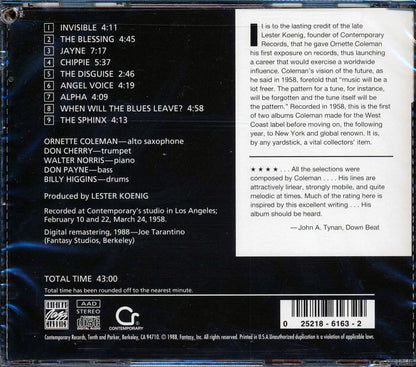 1 INVISIBLE 4:11
2 THE BLESSING 4:45
3 JAYNE 7:17
4 CHIPPIE 5:35
5 THE DISGUISE 2:46
6 ANGEL VOICE 4:19
7 ALPHA 4:09
8 WHEN WILL THE BLUES LEAVE? 4:58
9 THE SPHINX 4:13
ORNETTE COLEMAN—alto saxophone
DON CHERRY—trumpet
WALTER NORRIS—piano
DON PAYNE—bass
BILLY HIGGINS—drums
Produced by LESTER KOENIG
Recorded at Contemporary's studio in Los Angeles;
February 10 and 22, March 24, 1958.
Digital remastering, 1988—Joe Tarantino
(Fantasy Studios, Berkeley)
TOTAL TIME 43:00
Total time has been rounded off to the nearest minute.
It is to the lasting credit of the late
Lester Koenig, founder of Contemporary
Records, that he gave Ornette Coleman
his first exposure on records, thus launching
a career that would exercise a worldwide
influence. Coleman's vision of the future, as
he said in 1958, foretold that "music will be a
lot freer. The pattern for a tune, for instance,
will be forgotten and the tune itself will be
the pattern." Recorded in 1958, this is the
first of two albums Coleman made for the West
Coast label before moving on, the following
year, to New York and global renown. It is, by
any yardstick, a vital collectors' item.
★★★★ . . . All the selections were
composed by Coleman . . . His lines are
attractively linear, strongly mobile, and quite
melodic at times. Much of the rating here is
inspired by this excellent writing . . . His
album should be heard.
—John A. Tynan, Down Beat
ORIGINAL
Jazz
CLASSICS
AAD
STEREO
COMPACT
disc
DIGITAL AUDIO
CR
CONTEMPORARY
0 25218-6163-2
Contemporary Records, Tenth and Parker, Berkeley, CA 94710. © 1988, Fantasy, Inc. All rights reserved. Printed in U.S.A. Unauthorized duplication is a violation of applicable laws.